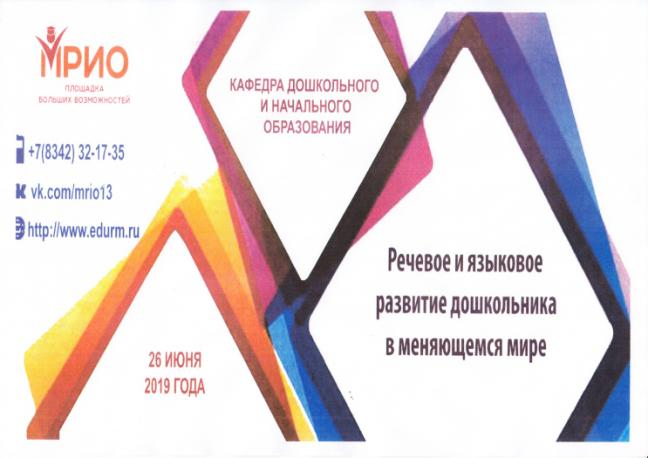 МРИО
ПЛОЩАДКА
БОЛЬШИХ ВОЗМОЖНОСТЕЙ
+7(8342) 32-17-35
vk.com/mrio13
http://www.edurm.ru
КАФЕДРА ДОШКОЛЬНОГО
И НАЧАЛЬНОГО
ОБРАЗОВАНИЯ
Речевое и языковое
развитие дошкольника
в меняющемся мире
26 ИЮНЯ
2019 ГОДА